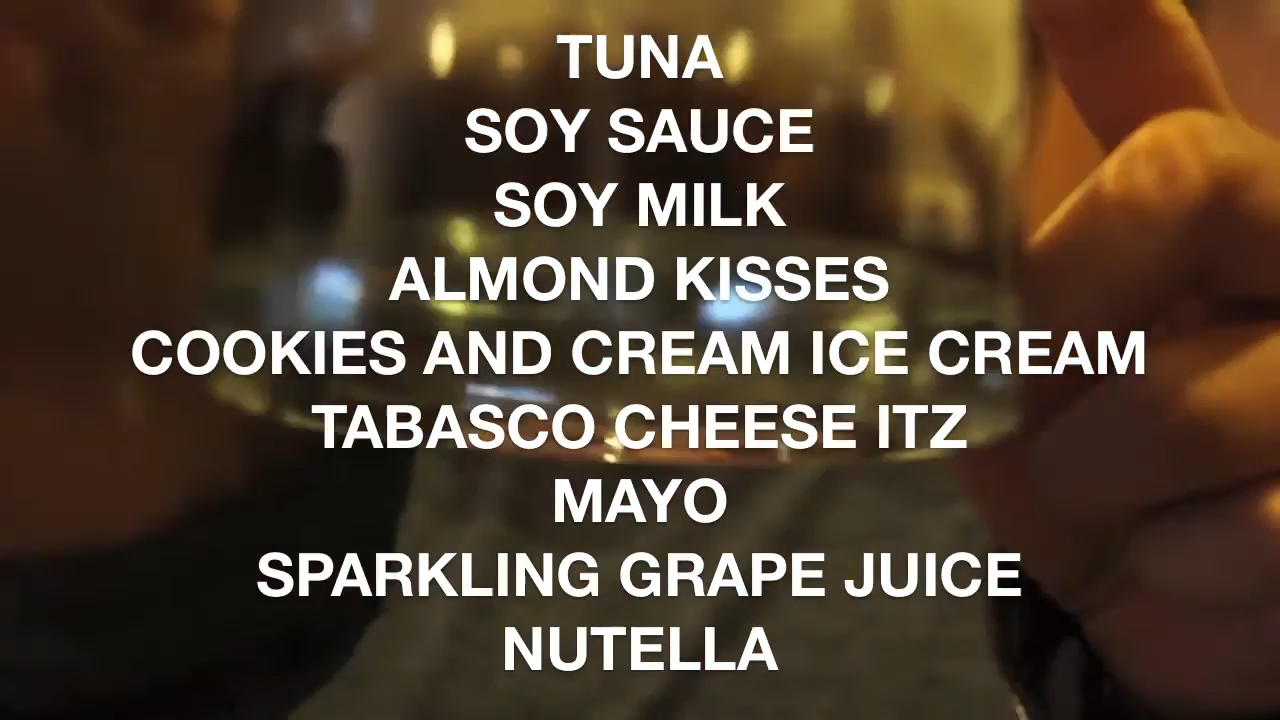 TUNA
SOY SAUCE
SOY MILK
ALMOND KISSES
COOKIES AND CREAM ICE CREAM
TABASCO CHEESE ITZ
MAYO
SPARKLING GRAPE JUICE
NUTELLA